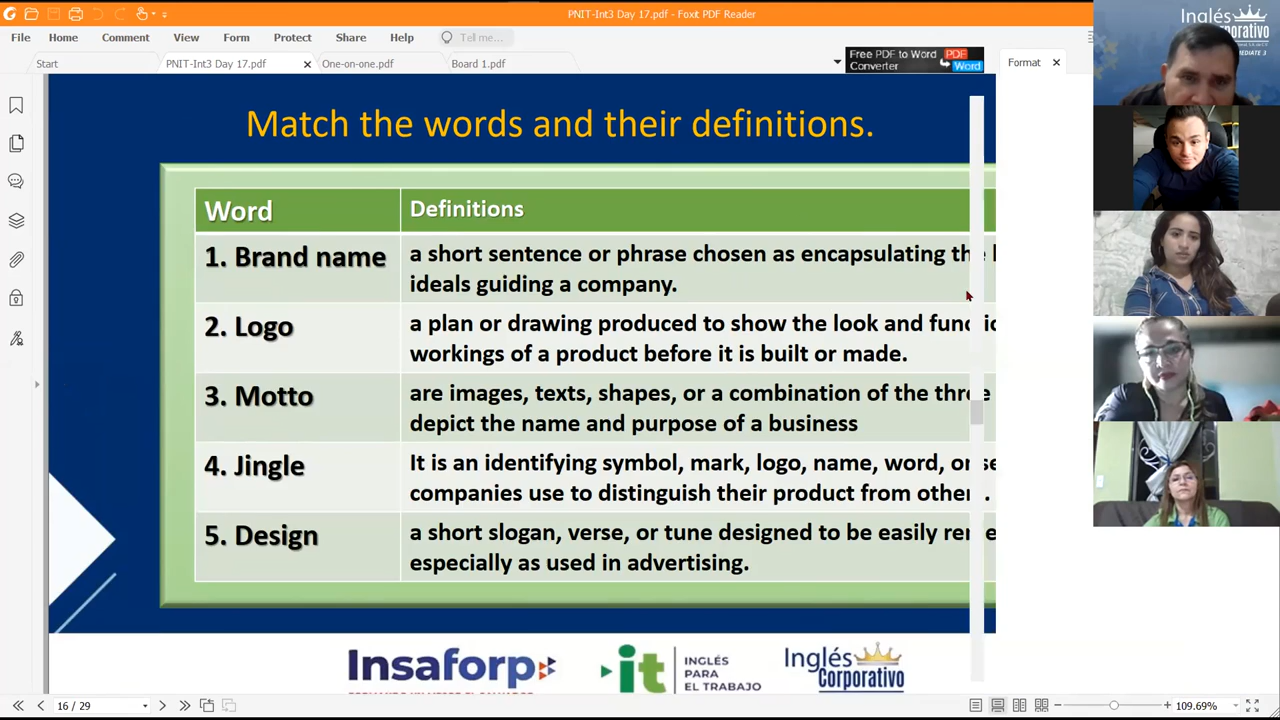 PNIT-Int3 Day 17.pdf - Foxit PDF Reader
File Home Comment View Form Protect Share Help Tell me...
Start PNIT-Int3 Day 17.pdf × One-on-one.pdf Board 1.pdf
Free PDF to Word Converter PDF Word
Format ×
Inglés
Corporativo
Match the words and their definitions.
Word Definitions
1. Brand name a short sentence or phrase chosen as encapsulating the
ideals guiding a company.
2. Logo a plan or drawing produced to show the look and
workings of a product before it is built or made.
3. Motto are images, texts, shapes, or a combination of the three
depict the name and purpose of a business
4. Jingle It is an identifying symbol, mark, logo, name, word, or
companies use to distinguish their product from other .
5. Design a short slogan, verse, or tune designed to be easily
especially as used in advertising.
Insaforp
it INGLÉS
PARA
EL TRABAJO
Inglés
Corporativo
16 / 29 109.69%